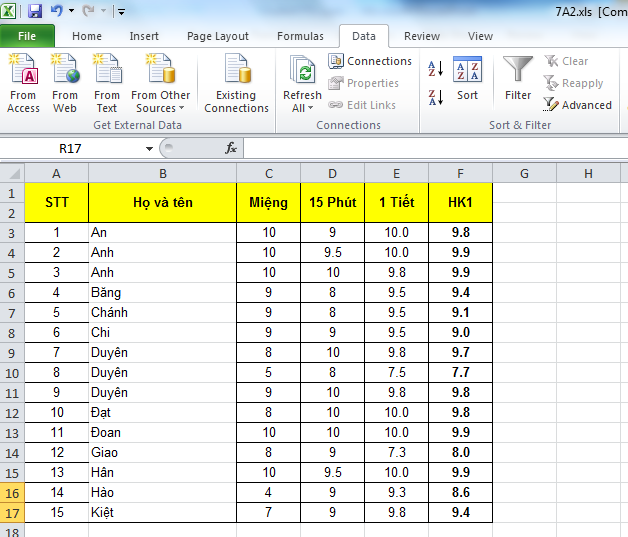 7A2.xls [Com
File Home Insert Page Layout Formulas Data Review View
From Access From Web From Text From Other Sources Existing Connections Refresh All Connections Properties Edit Links Sort Filter Clear Reapply Advanced
Get External Data Connections Sort & Filter
R17 fx
A B C D E F G H
1 2 STT Họ và tên Miệng 15 Phút 1 Tiết HK1
3 1 An 10 9 10.0 9.8
4 2 Anh 10 9.5 10.0 9.9
5 3 Anh 10 10 9.8 9.9
6 4 Băng 9 8 9.5 9.4
7 5 Chánh 9 8 9.5 9.1
8 6 Chi 9 9 9.5 9.0
9 7 Duyên 8 10 9.8 9.7
10 8 Duyên 5 8 7.5 7.7
11 9 Duyên 9 10 9.8 9.8
12 10 Đạt 8 10 10.0 9.8
13 11 Đoan 10 10 10.0 9.9
14 12 Giao 8 9 7.3 8.0
15 13 Hân 10 9.5 10.0 9.9
16 14 Hào 4 9 9.3 8.6
17 15 Kiệt 7 9 9.8 9.4
18